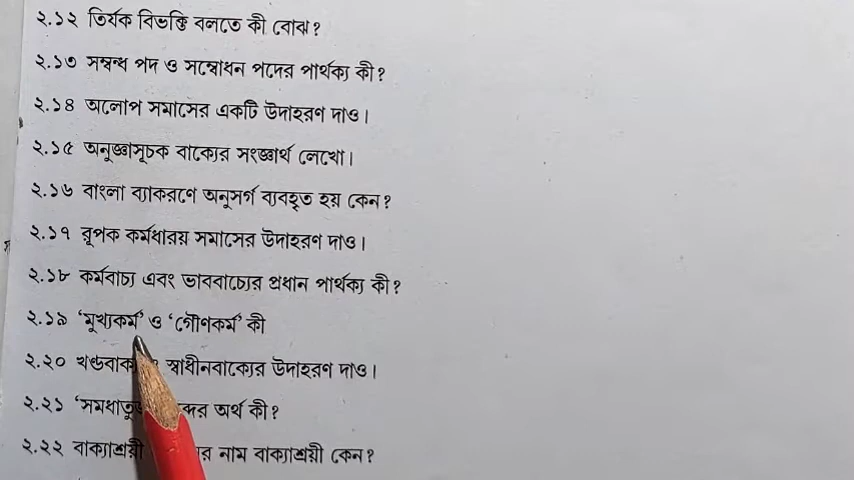 ২.১২ তির্যক বিভক্তি বলতে কী বোঝ?
২.১৩ সম্বন্ধ পদ ও সম্বোধন পদের পার্থক্য কী?
২.১৪ অলোপ সমাসের একটি উদাহরণ দাও।
২.১৫ অনুজ্ঞাসূচক বাক্যের সংজ্ঞার্থ লেখো।
২.১৬ বাংলা ব্যাকরণে অনুসর্গ ব্যবহৃত হয় কেন?
২.১৭ রূপক কর্মধারয় সমাসের উদাহরণ দাও।
২.১৮ কর্মবাচ্য এবং ভাববাচ্যের প্রধান পার্থক্য কী?
২.১৯ ‘মুখ্যকর্ম’ ও ‘গৌণকর্ম’ কী
২.২০ স্বাধীনবাক্যের উদাহরণ দাও।
২.২১ অর্থ কী?
২.২২ বাক্যাশ্রয়ী নাম বাক্যাশ্রয়ী কেন?